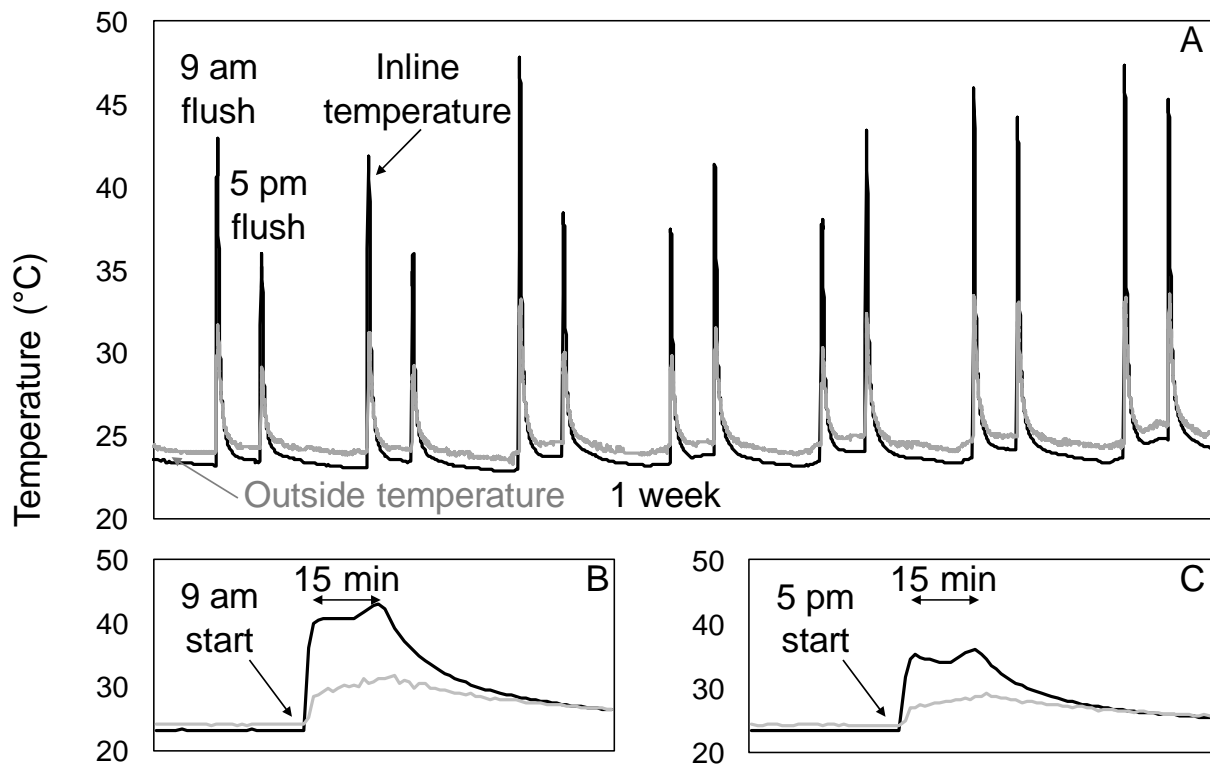 A
50
45
40
35
30
25
20
Temperature (°C)
9 am
flush
5 pm
flush
Inline
temperature
Outside temperature
1 week
B
50
40
30
20
9 am
start
15 min
C
50
40
30
20
5 pm
start
15 min